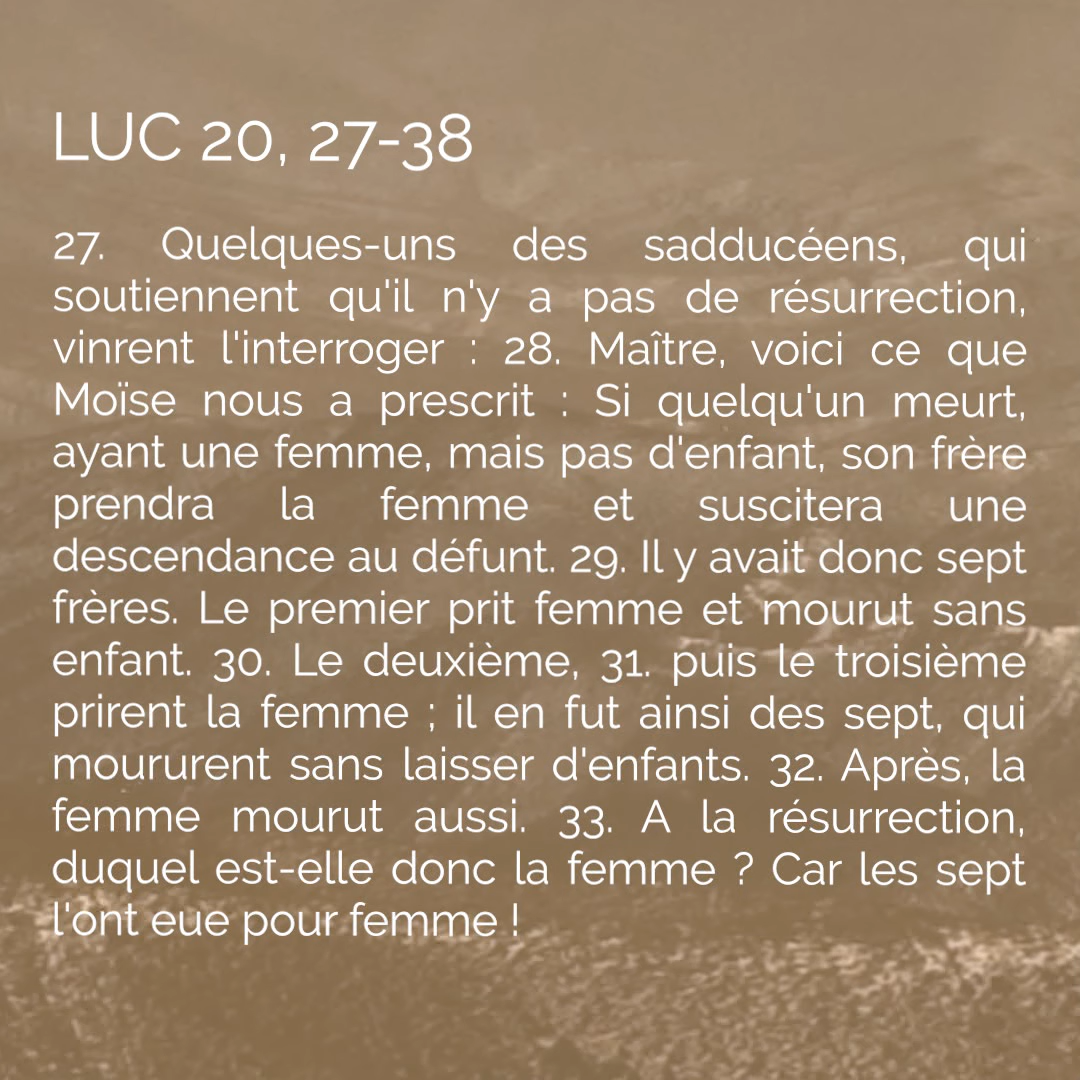 LUC 20, 27-38
27. Quelques-uns des sadducéens, qui
soutiennent qu'il n'y a pas de résurrection,
vinrent l'interroger : 28. Maître, voici ce que
Moïse nous a prescrit : Si quelqu'un meurt,
ayant une femme, mais pas d'enfant, son frère
prendra la femme et suscitera une
descendance au défunt. 29. Il y avait donc sept
frères. Le premier prit femme et mourut sans
enfant. 30. Le deuxième, 31. puis le troisième
prirent la femme ; il en fut ainsi des sept, qui
moururent sans laisser d'enfants. 32. Après, la
femme mourut aussi. 33. A la résurrection,
duquel est-elle donc la femme ? Car les sept
l'ont eue pour femme !